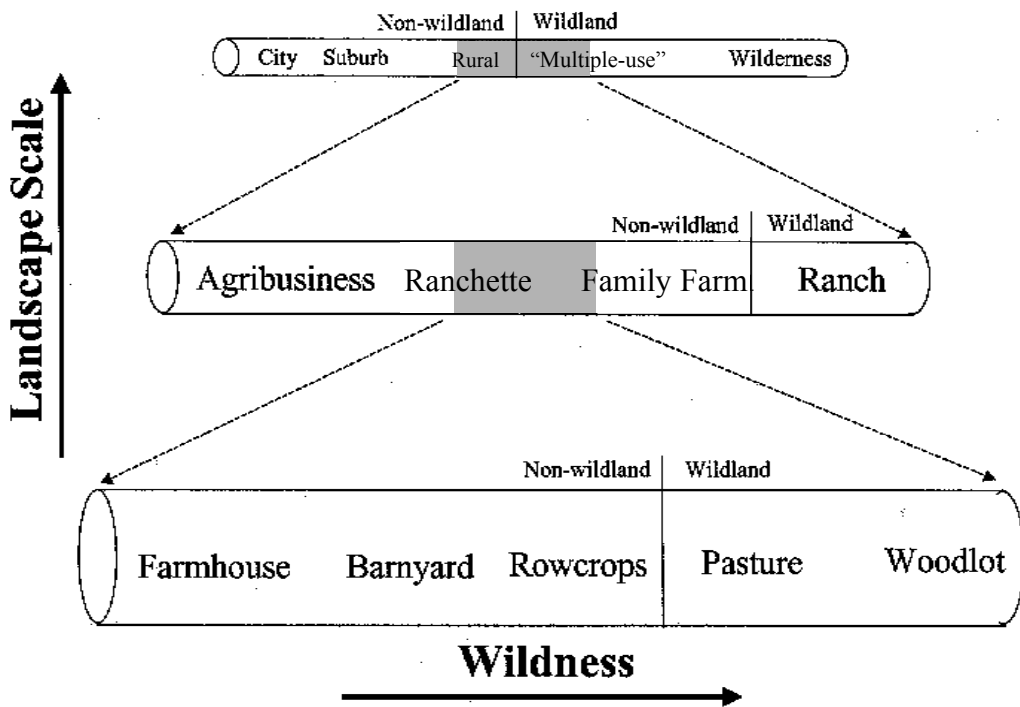 Non-wildland Wildland
City Suburb Rural "Multiple-use" Wilderness
Landscape Scale
Non-wildland Wildland
Agribusiness Ranchette Family Farm Ranch
Non-wildland Wildland
Farmhouse Barnyard Rowcrops Pasture Woodlot
Wildness